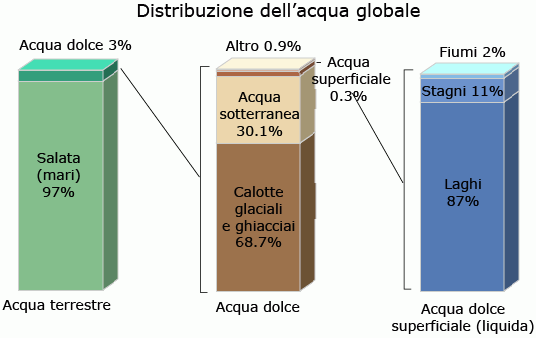 Distribuzione dell'acqua globale
Acqua dolce 3%
Salata
(mari)
97%
Acqua terrestre
Altro 0.9%
Acqua
superficiale
0.3%
Acqua
sotterranea
30.1%
Calotte
glaciali
e ghiacciai
68.7%
Acqua dolce
Fiumi 2%
Stagni 11%
Laghi
87%
Acqua dolce
superficiale (liquida)